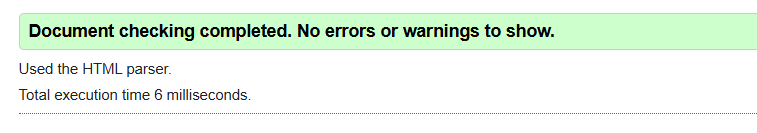 Document checking completed. No errors or warnings to show.
Used the HTML parser.
Total execution time 6 milliseconds.